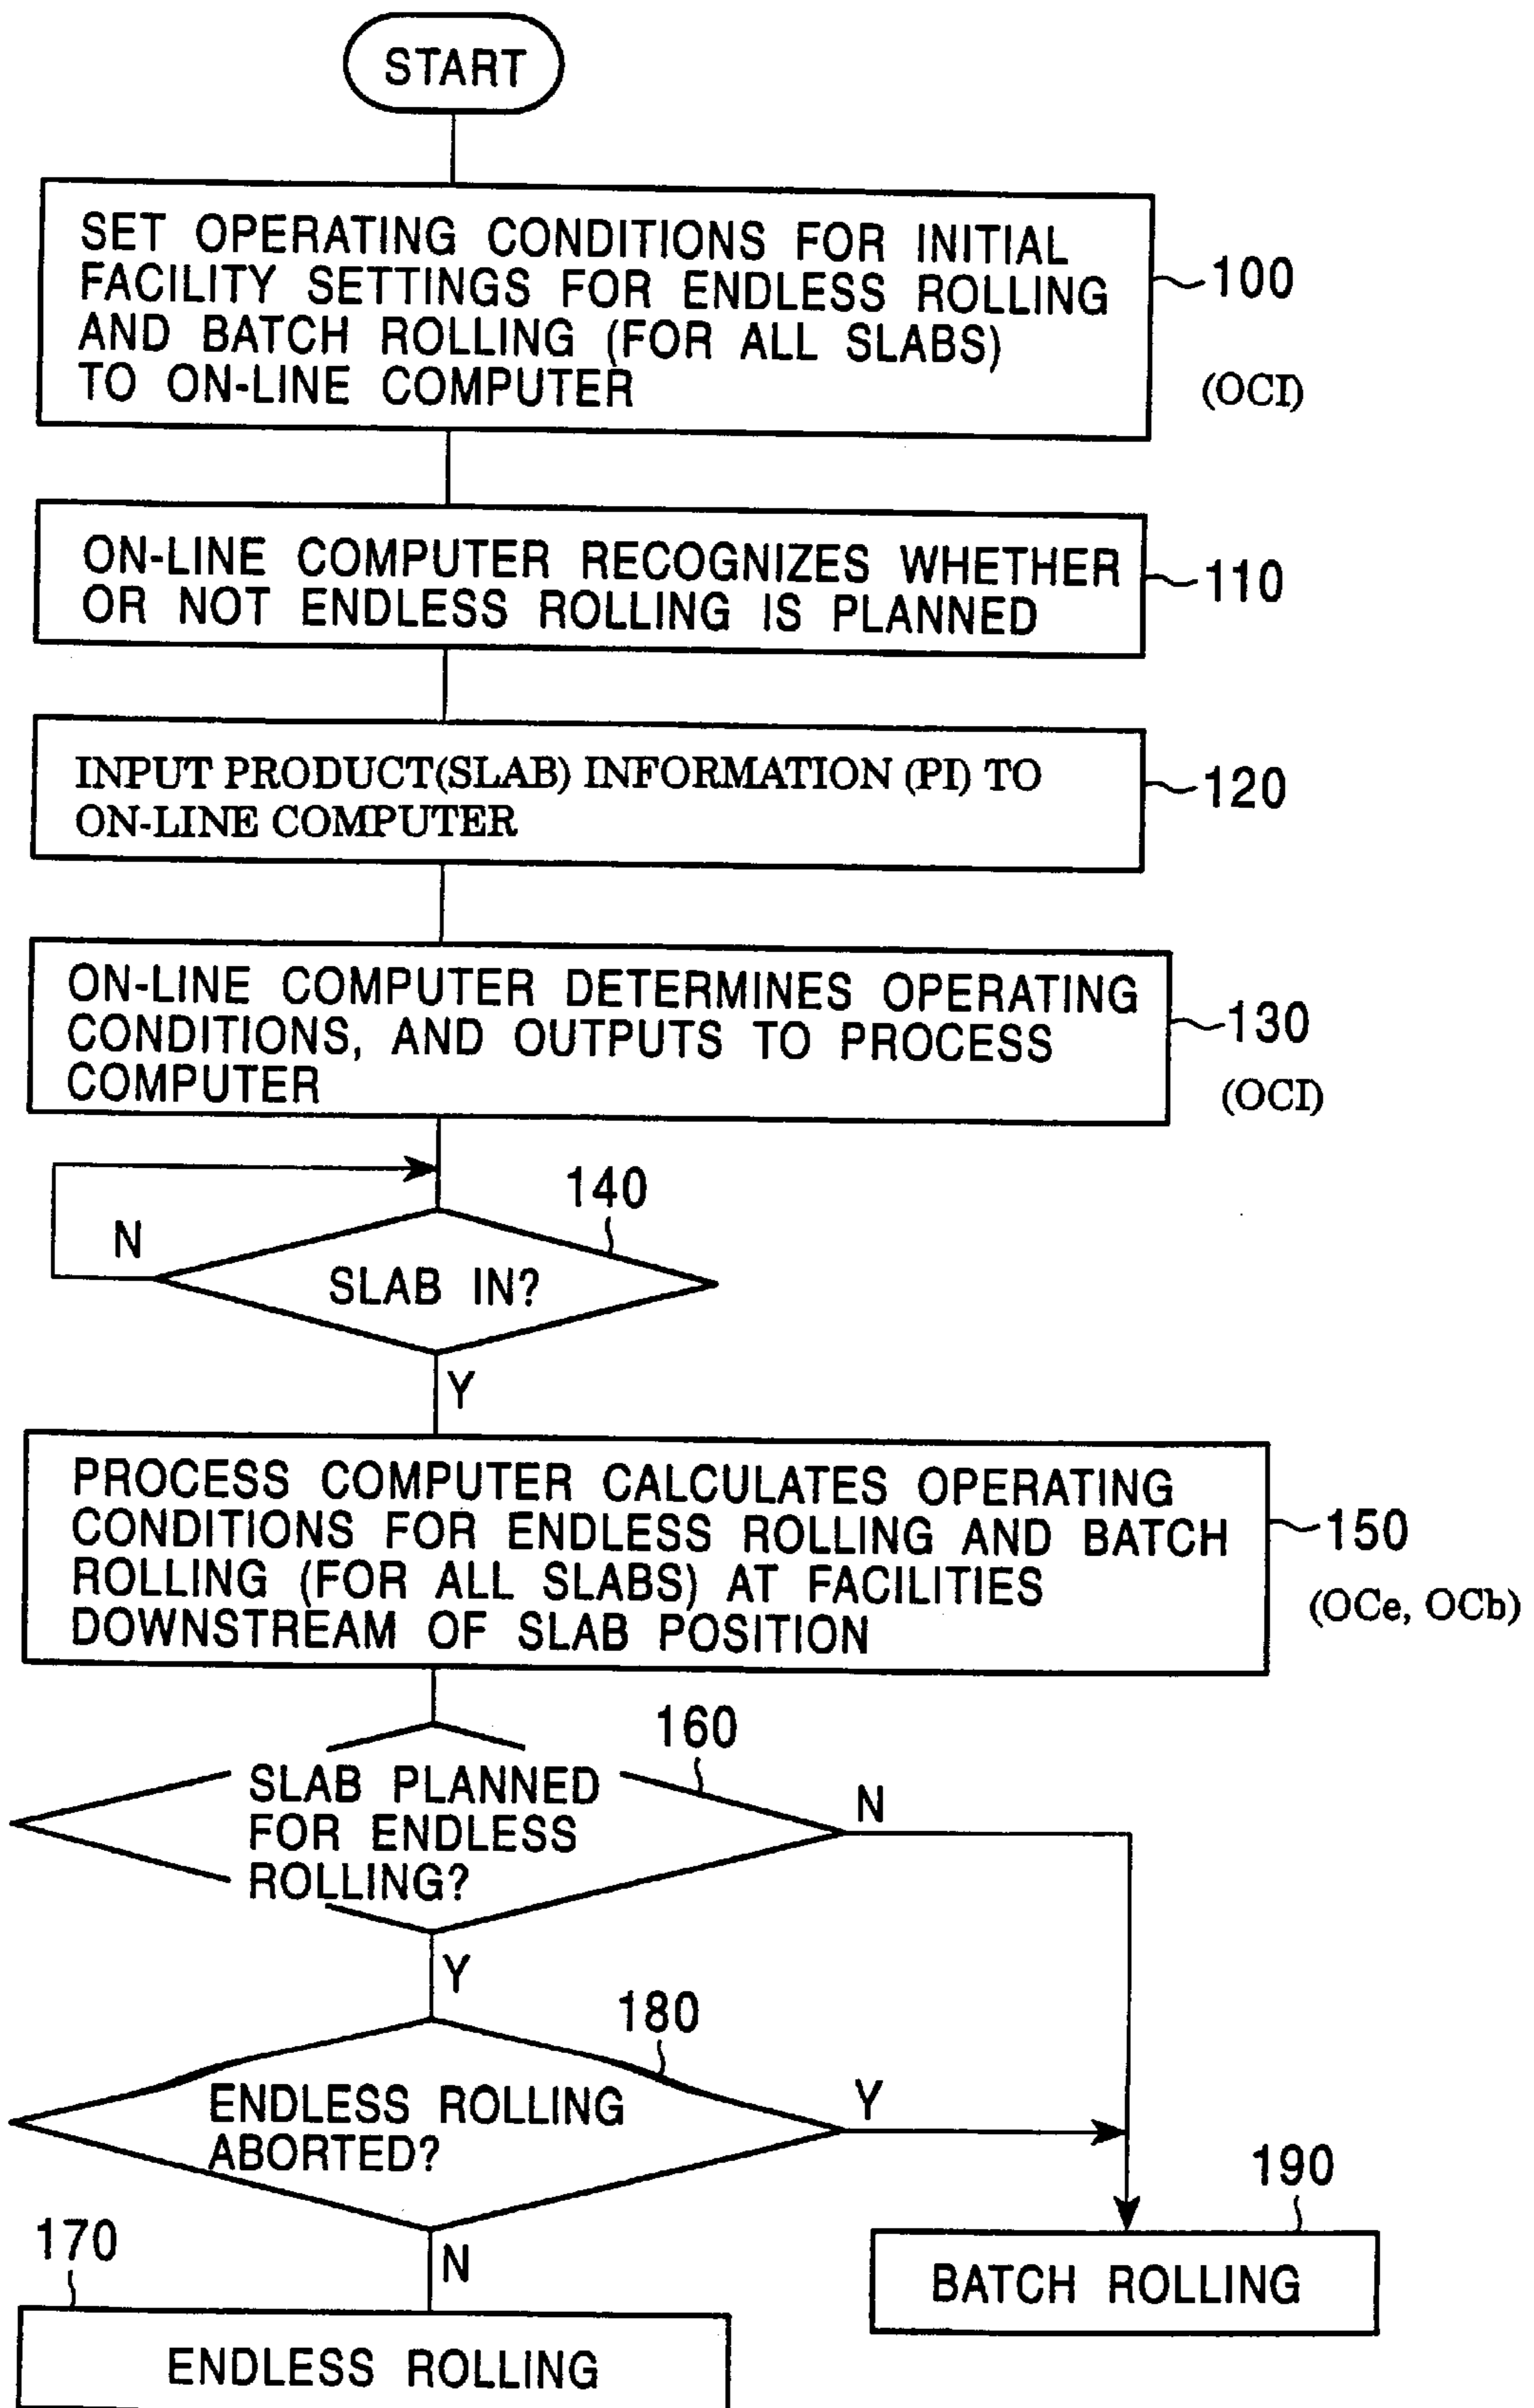 START
SET OPERATING CONDITIONS FOR INITIAL
FACILITY SETTINGS FOR ENDLESS ROLLING
AND BATCH ROLLING (FOR ALL SLABS)
TO ON-LINE COMPUTER
100
(OCI)
ON-LINE COMPUTER RECOGNIZES WHETHER
OR NOT ENDLESS ROLLING IS PLANNED
110
INPUT PRODUCT(SLAB) INFORMATION (PI) TO
ON-LINE COMPUTER
120
ON-LINE COMPUTER DETERMINES OPERATING
CONDITIONS, AND OUTPUTS TO PROCESS
COMPUTER
130
(OCI)
140
N
SLAB IN?
Y
PROCESS COMPUTER CALCULATES OPERATING
CONDITIONS FOR ENDLESS ROLLING AND BATCH
ROLLING (FOR ALL SLABS) AT FACILITIES
DOWNSTREAM OF SLAB POSITION
150
(OCe, OCb)
160
SLAB PLANNED
FOR ENDLESS
ROLLING?
N
Y
180
ENDLESS ROLLING
ABORTED?
Y
N
170
ENDLESS ROLLING
190
BATCH ROLLING